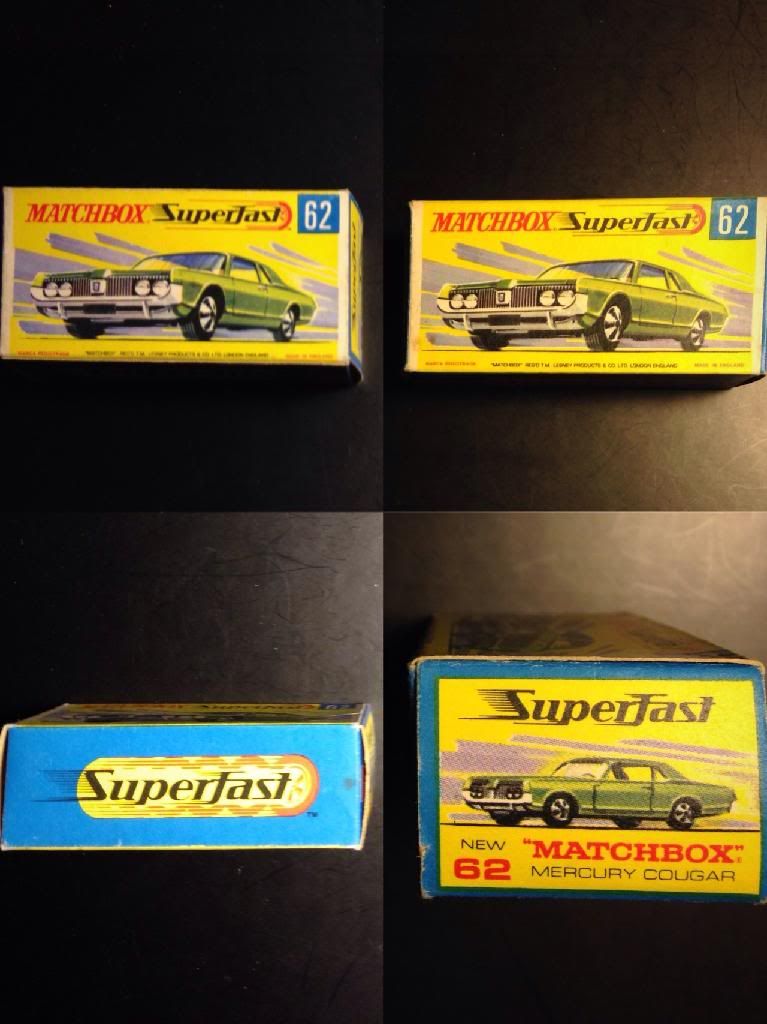 MATCHBOX Superfast 62
MARCA REGISTRADA "MATCHBOX" REG'D T.M. LESNEY PRODUCTS & CO. LTD. LONDON ENGLAND MADE IN ENGLAND
MATCHBOX Superfast 62
MARCA REGISTRADA "MATCHBOX" REG'D T.M. LESNEY PRODUCTS & CO. LTD. LONDON ENGLAND MADE IN ENGLAND
Superfast
TM
Superfast
NEW "MATCHBOX"
62 MERCURY COUGAR